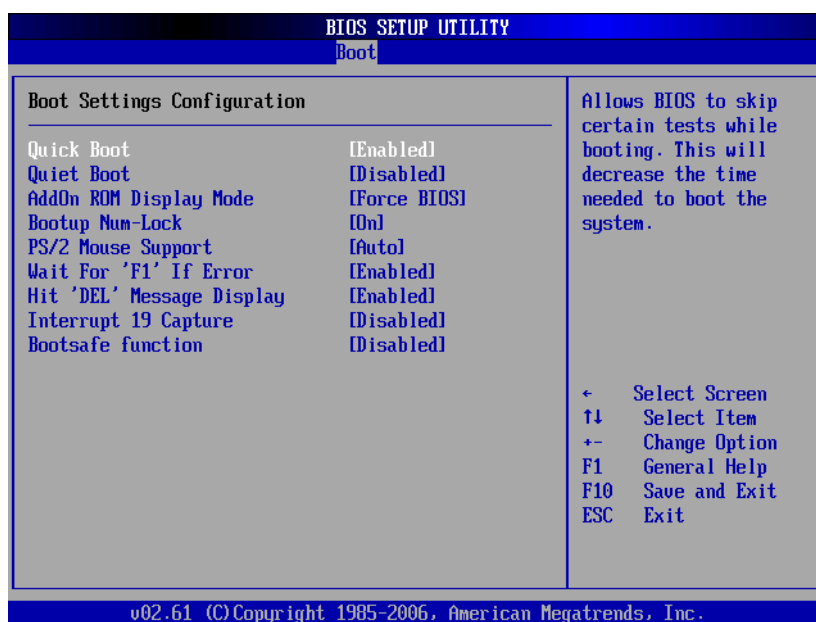 BIOS SETUP UTILITY
Boot
Boot Settings Configuration
Quick Boot [Enabled]
Quiet Boot [Disabled]
AddOn ROM Display Mode [Force BIOS]
Bootup Num-Lock [On]
PS/2 Mouse Support [Auto]
Wait For 'F1' If Error [Enabled]
Hit 'DEL' Message Display [Enabled]
Interrupt 19 Capture [Disabled]
Bootsafe function [Disabled]
Allows BIOS to skip
certain tests while
booting. This will
decrease the time
needed to boot the
system.
← Select Screen
↑↓ Select Item
+- Change Option
F1 General Help
F10 Save and Exit
ESC Exit
v02.61 (C)Copyright 1985-2006, American Megatrends, Inc.